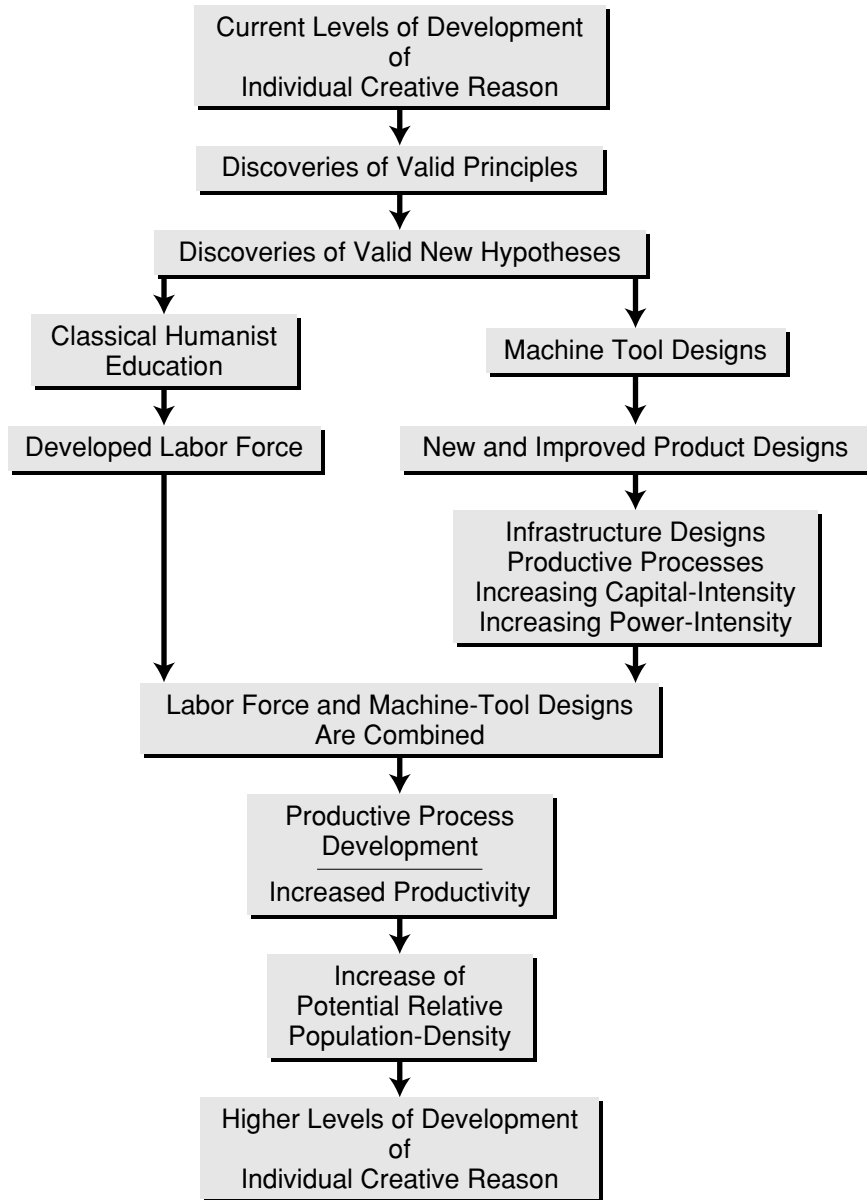 Current Levels of Development
of
Individual Creative Reason
Discoveries of Valid Principles
Discoveries of Valid New Hypotheses
Classical Humanist
Education
Machine Tool Designs
Developed Labor Force
New and Improved Product Designs
Infrastructure Designs
Productive Processes
Increasing Capital-Intensity
Increasing Power-Intensity
Labor Force and Machine-Tool Designs
Are Combined
Productive Process
Development
Increased Productivity
Increase of
Potential Relative
Population-Density
Higher Levels of Development
of
Individual Creative Reason